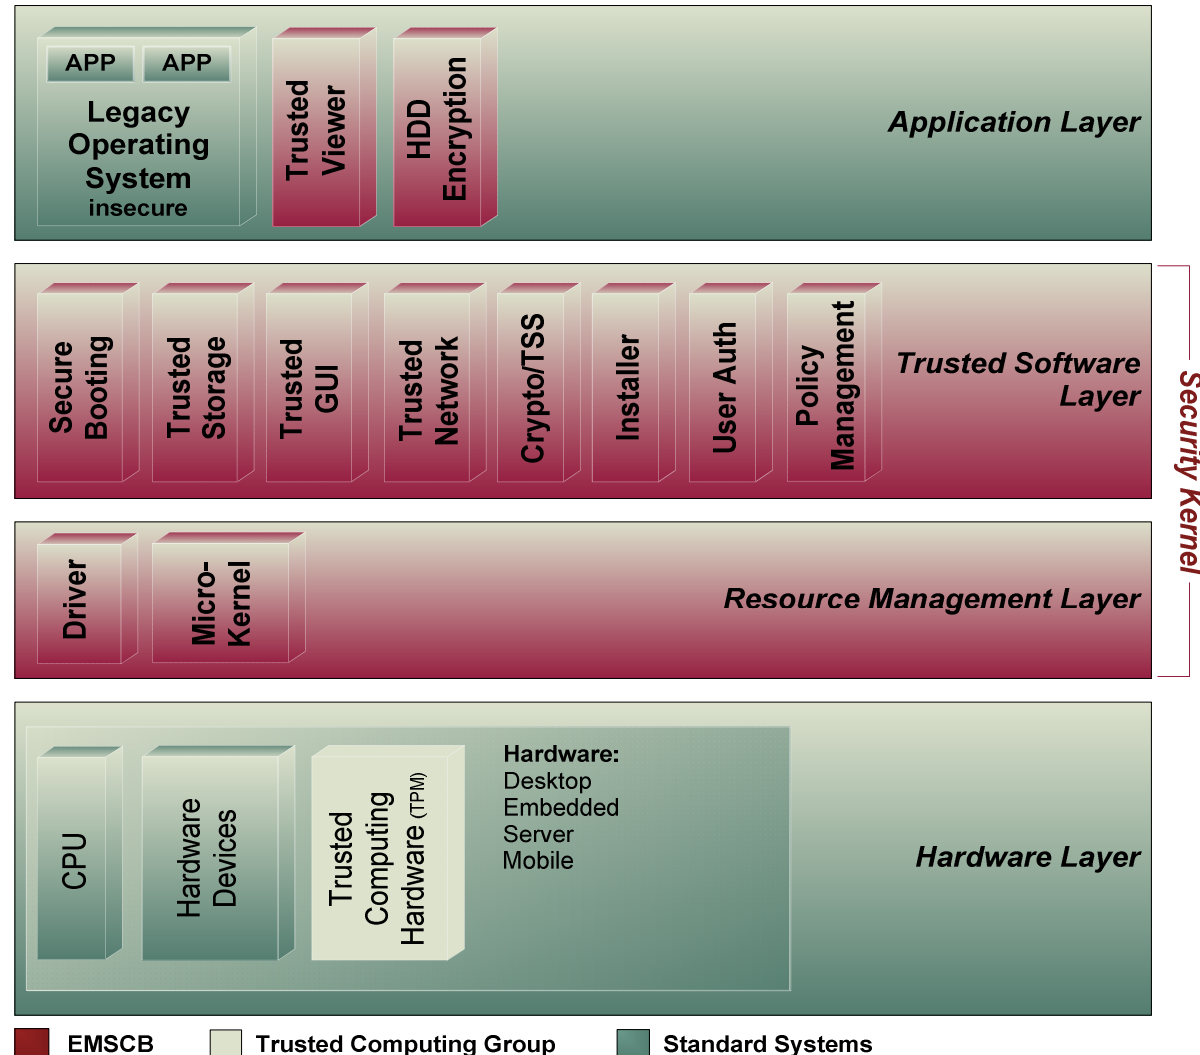 APP APP
Legacy
Operating
System
insecure
Trusted
Viewer
HDD
Encryption
Application Layer
Secure
Booting
Trusted
Storage
Trusted
GUI
Trusted
Network
Crypto/TSS
Installer
User Auth
Policy
Management
Trusted Software
Layer
Security Kernel
Driver
Micro-
Kernel
Resource Management Layer
CPU
Hardware
Devices
Trusted
Computing
Hardware (TPM)
Hardware:
Desktop
Embedded
Server
Mobile
Hardware Layer
EMSCB
Trusted Computing Group
Standard Systems